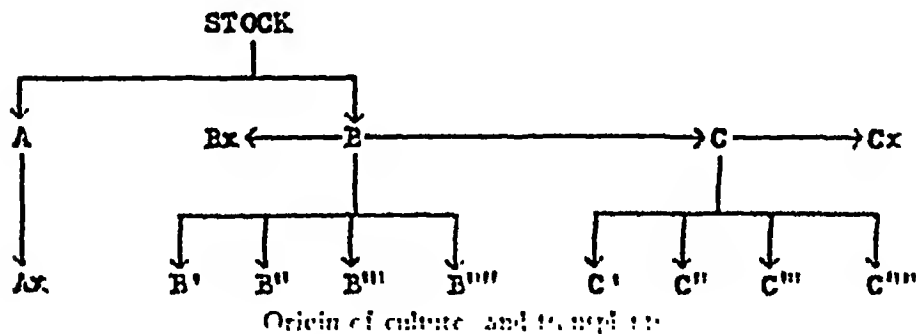 STOCK
A Bx B C Cx
Ax B' B" B''' B'''' C' C" C''' C''''
Origin of culture and